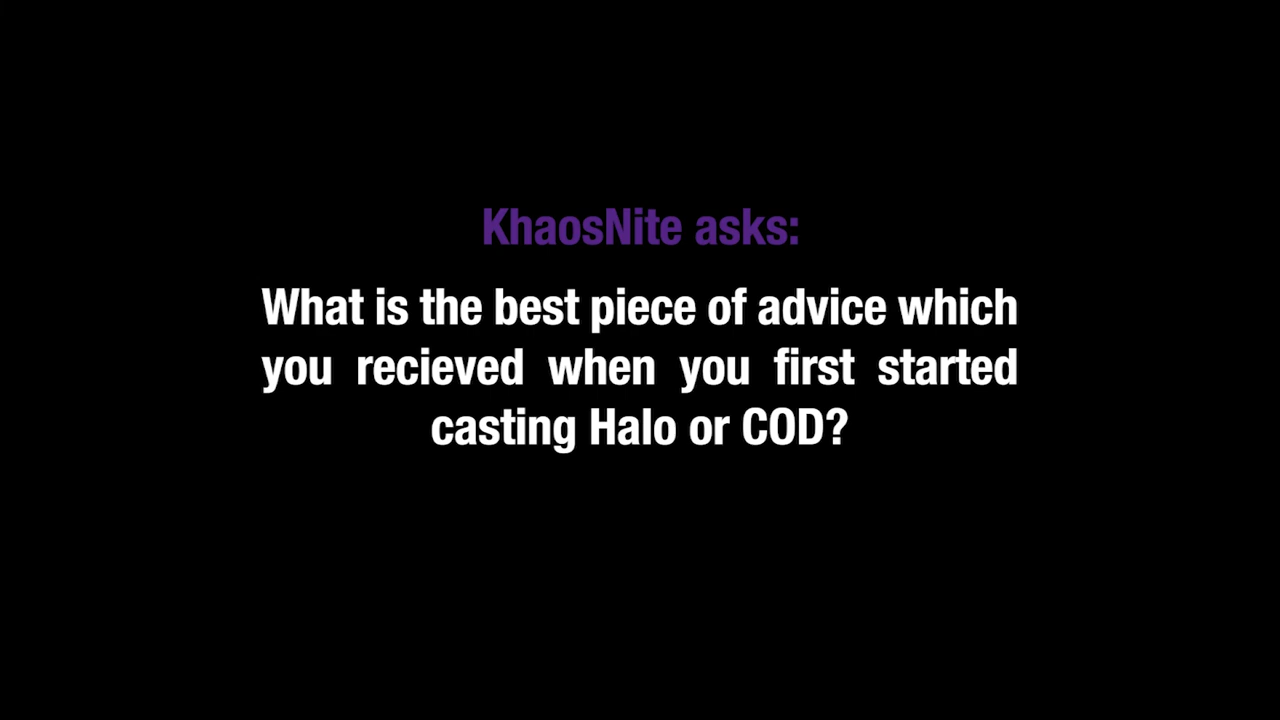 KhaosNite asks:
What is the best piece of advice which
you recieved when you first started
casting Halo or COD?